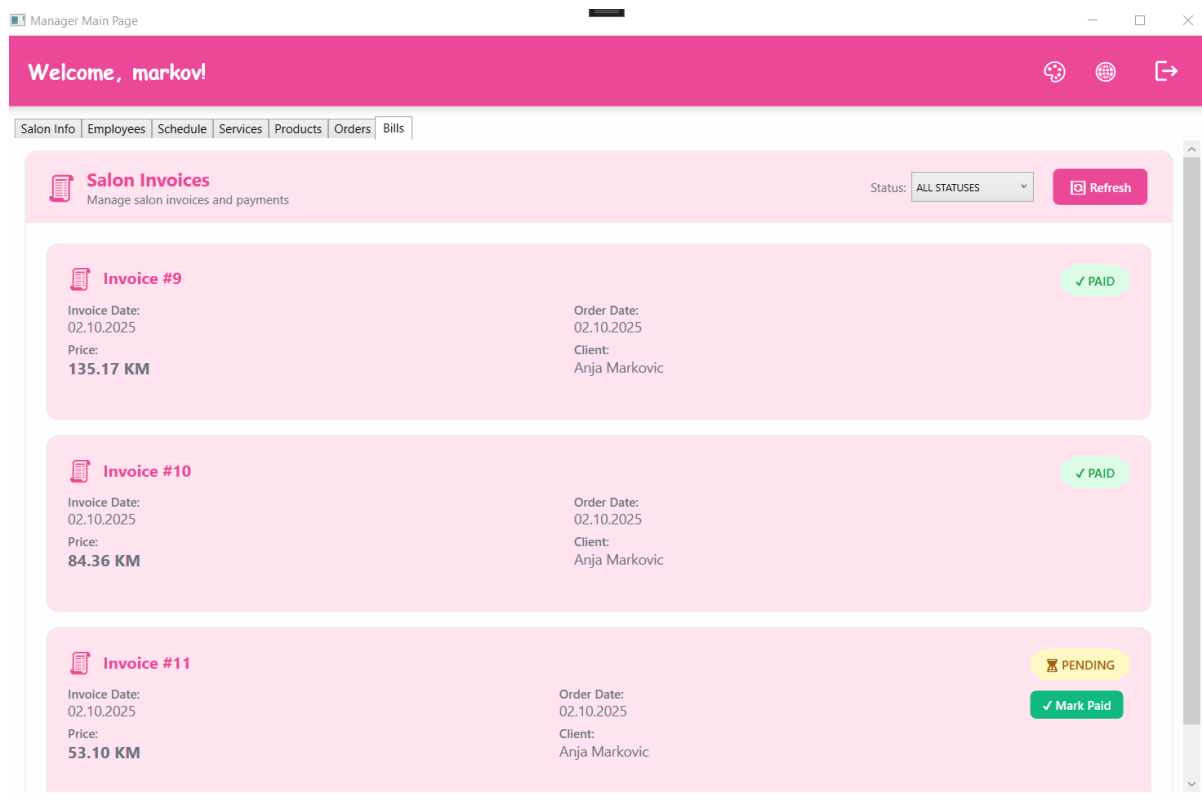 Manager Main Page
Welcome, markov!
Salon Info Employees Schedule Services Products Orders Bills
Salon Invoices
Manage salon invoices and payments
Status: ALL STATUSES
Refresh
Invoice #9
✓ PAID
Invoice Date:
02.10.2025
Order Date:
02.10.2025
Price:
135.17 KM
Client:
Anja Markovic
Invoice #10
✓ PAID
Invoice Date:
02.10.2025
Order Date:
02.10.2025
Price:
84.36 KM
Client:
Anja Markovic
Invoice #11
PENDING
✓ Mark Paid
Invoice Date:
02.10.2025
Order Date:
02.10.2025
Price:
53.10 KM
Client:
Anja Markovic